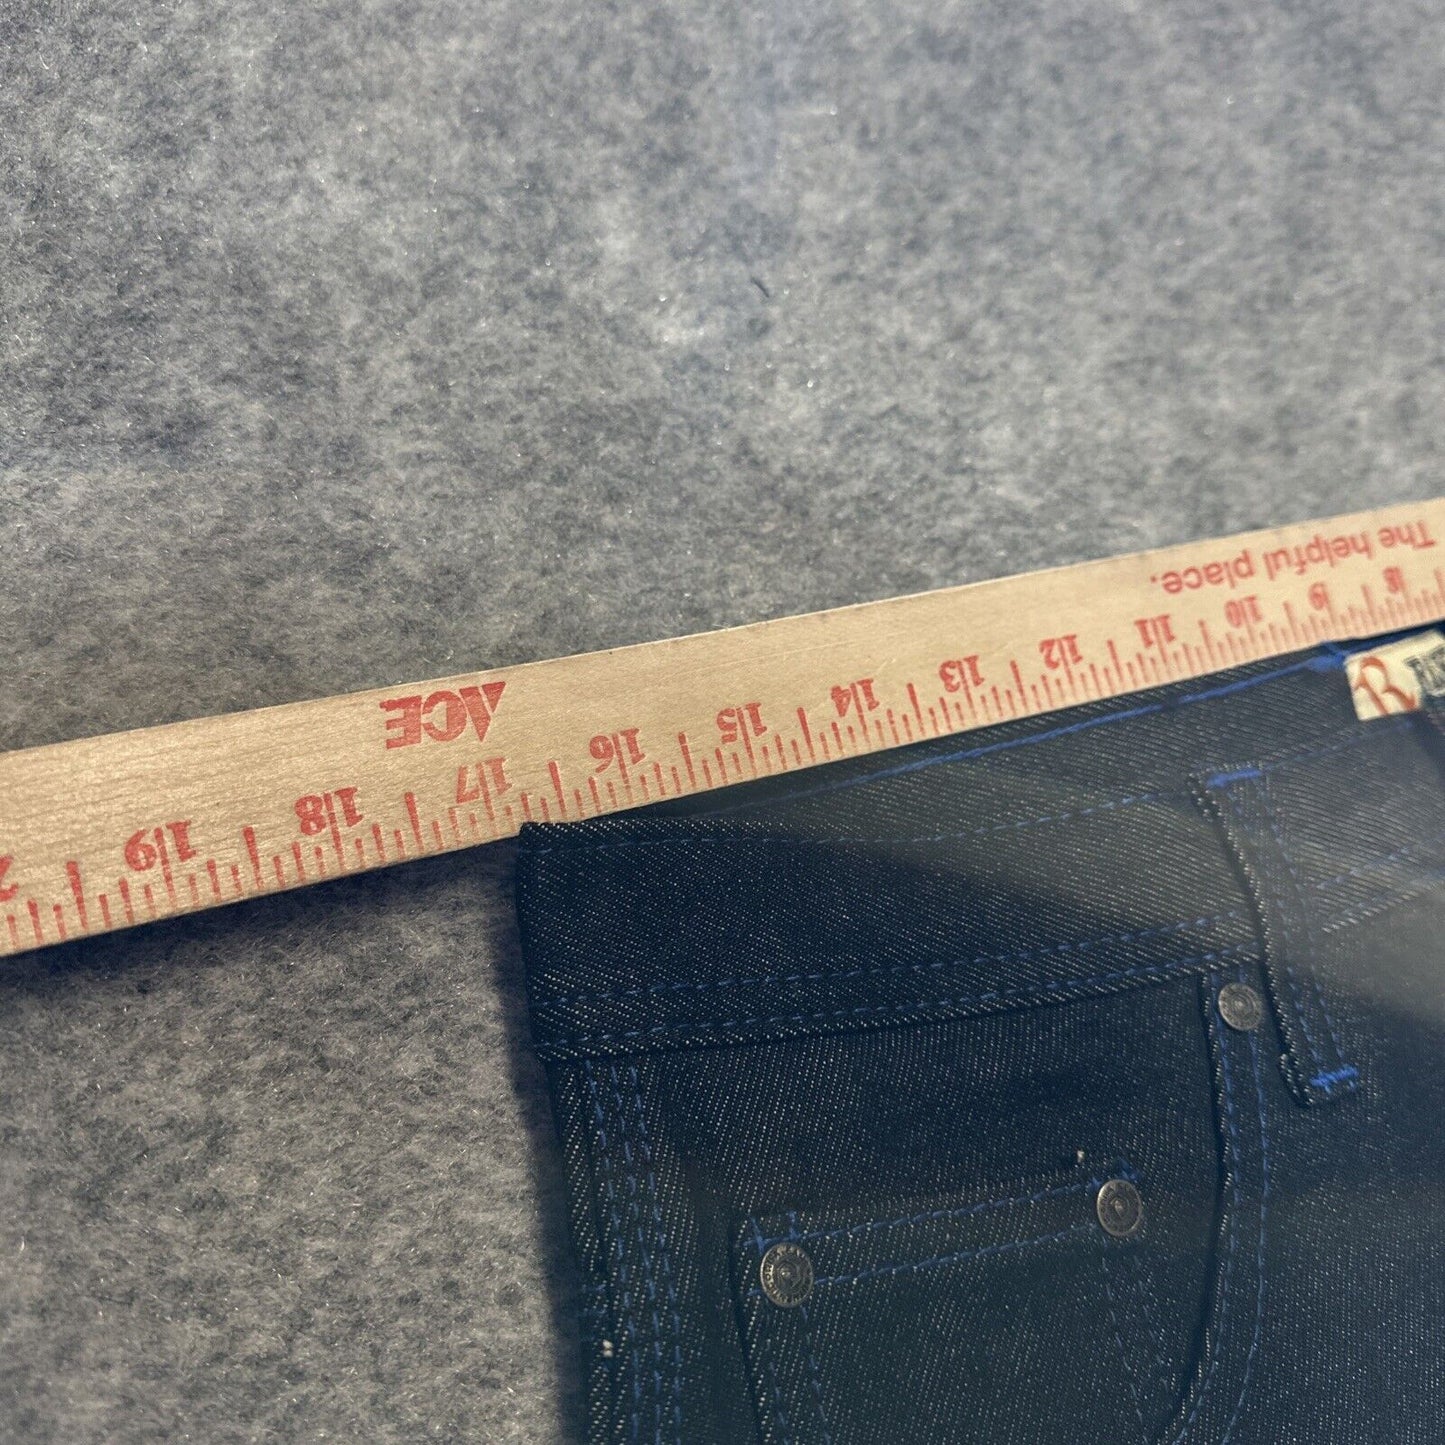 The helpful place.
ACE
8 9 10 11 12 13 14 15 16 17 18 19